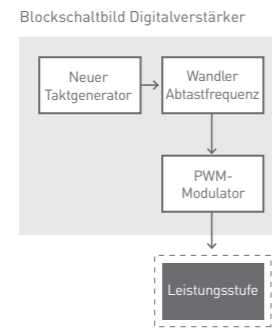 Blockschaltbild Digitalverstärker
Neuer
Taktgenerator
Wandler
Abtastfrequenz
PWM-
Modulator
Leistungsstufe